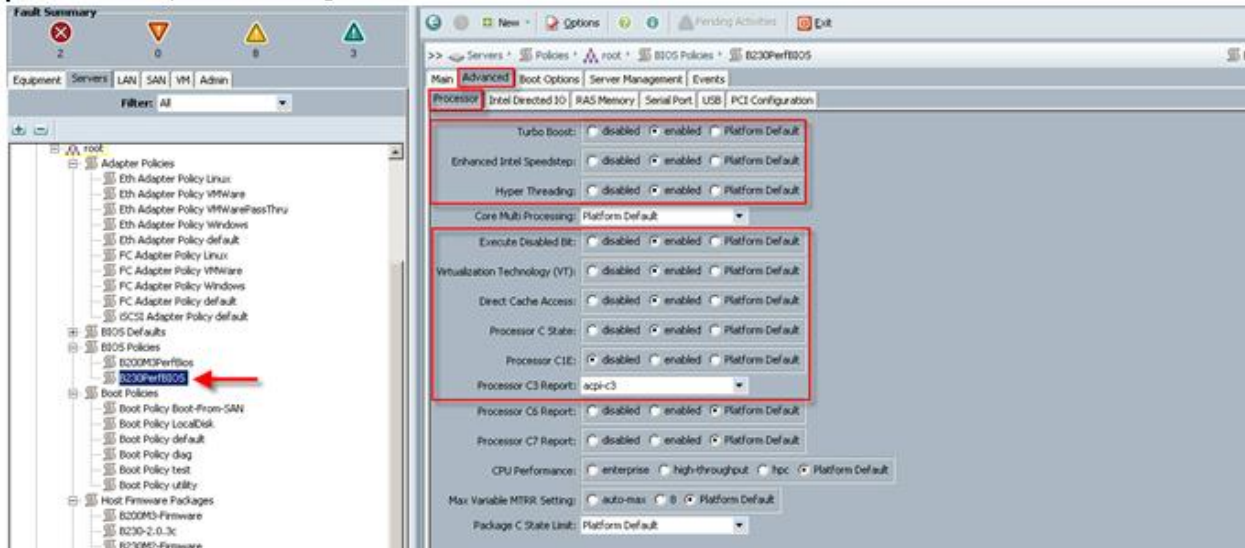 Fault Summary
2 0 8 3
Equipment Servers LAN SAN VM Admin
Filter: All
root
Adapter Policies
Eth Adapter Policy Linux
Eth Adapter Policy VMWare
Eth Adapter Policy VMWarePassThru
Eth Adapter Policy Windows
Eth Adapter Policy default
FC Adapter Policy Linux
FC Adapter Policy VMWare
FC Adapter Policy Windows
FC Adapter Policy default
iSCSI Adapter Policy default
BIOS Defaults
BIOS Policies
B200M3PerfBios
B230PerfBIOS
Boot Policies
Boot Policy Boot-From-SAN
Boot Policy LocalDisk
Boot Policy default
Boot Policy diag
Boot Policy test
Boot Policy utility
Host Firmware Packages
B200M3-Firmware
B230-2.0.3c
B230M2-Firmware
New Options Pending Activities Exit
>> Servers Policies root BIOS Policies B230PerfBIOS
Main Advanced Boot Options Server Management Events
Processor Intel Directed IO RAS Memory Serial Port USB PCI Configuration
Turbo Boost: disabled enabled Platform Default
Enhanced Intel Speedstep: disabled enabled Platform Default
Hyper Threading: disabled enabled Platform Default
Core Multi Processing: Platform Default
Execute Disabled Bit: disabled enabled Platform Default
Virtualization Technology (VT): disabled enabled Platform Default
Direct Cache Access: disabled enabled Platform Default
Processor C State: disabled enabled Platform Default
Processor C1E: disabled enabled Platform Default
Processor C3 Report: acpi-c3
Processor C6 Report: disabled enabled Platform Default
Processor C7 Report: disabled enabled Platform Default
CPU Performance: enterprise high-throughput hpc Platform Default
Max Variable MTRR Setting: auto-max 8 Platform Default
Package C State Limit: Platform Default